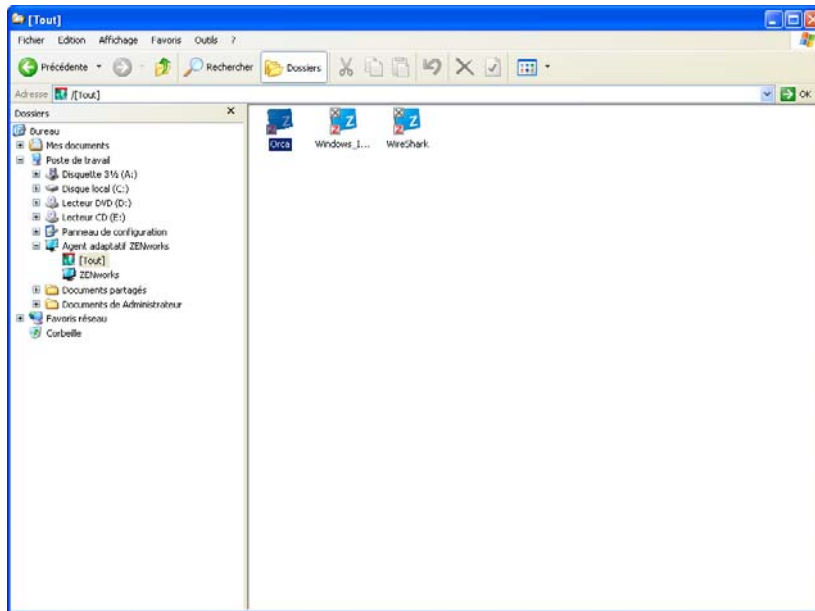 [Tout]
Fichier Edition Affichage Favoris Outils ?
Précédente Rechercher Dossiers
Adresse /[Tout] OK
Dossiers
Bureau
Mes documents
Poste de travail
Disquette 3½ (A:)
Disque local (C:)
Lecteur DVD (D:)
Lecteur CD (E:)
Panneau de configuration
Agent adaptatif ZENworks
[Tout]
ZENworks
Documents partagés
Documents de Administrateur
Favoris réseau
Corbeille
Orca Windows_I... WireShark